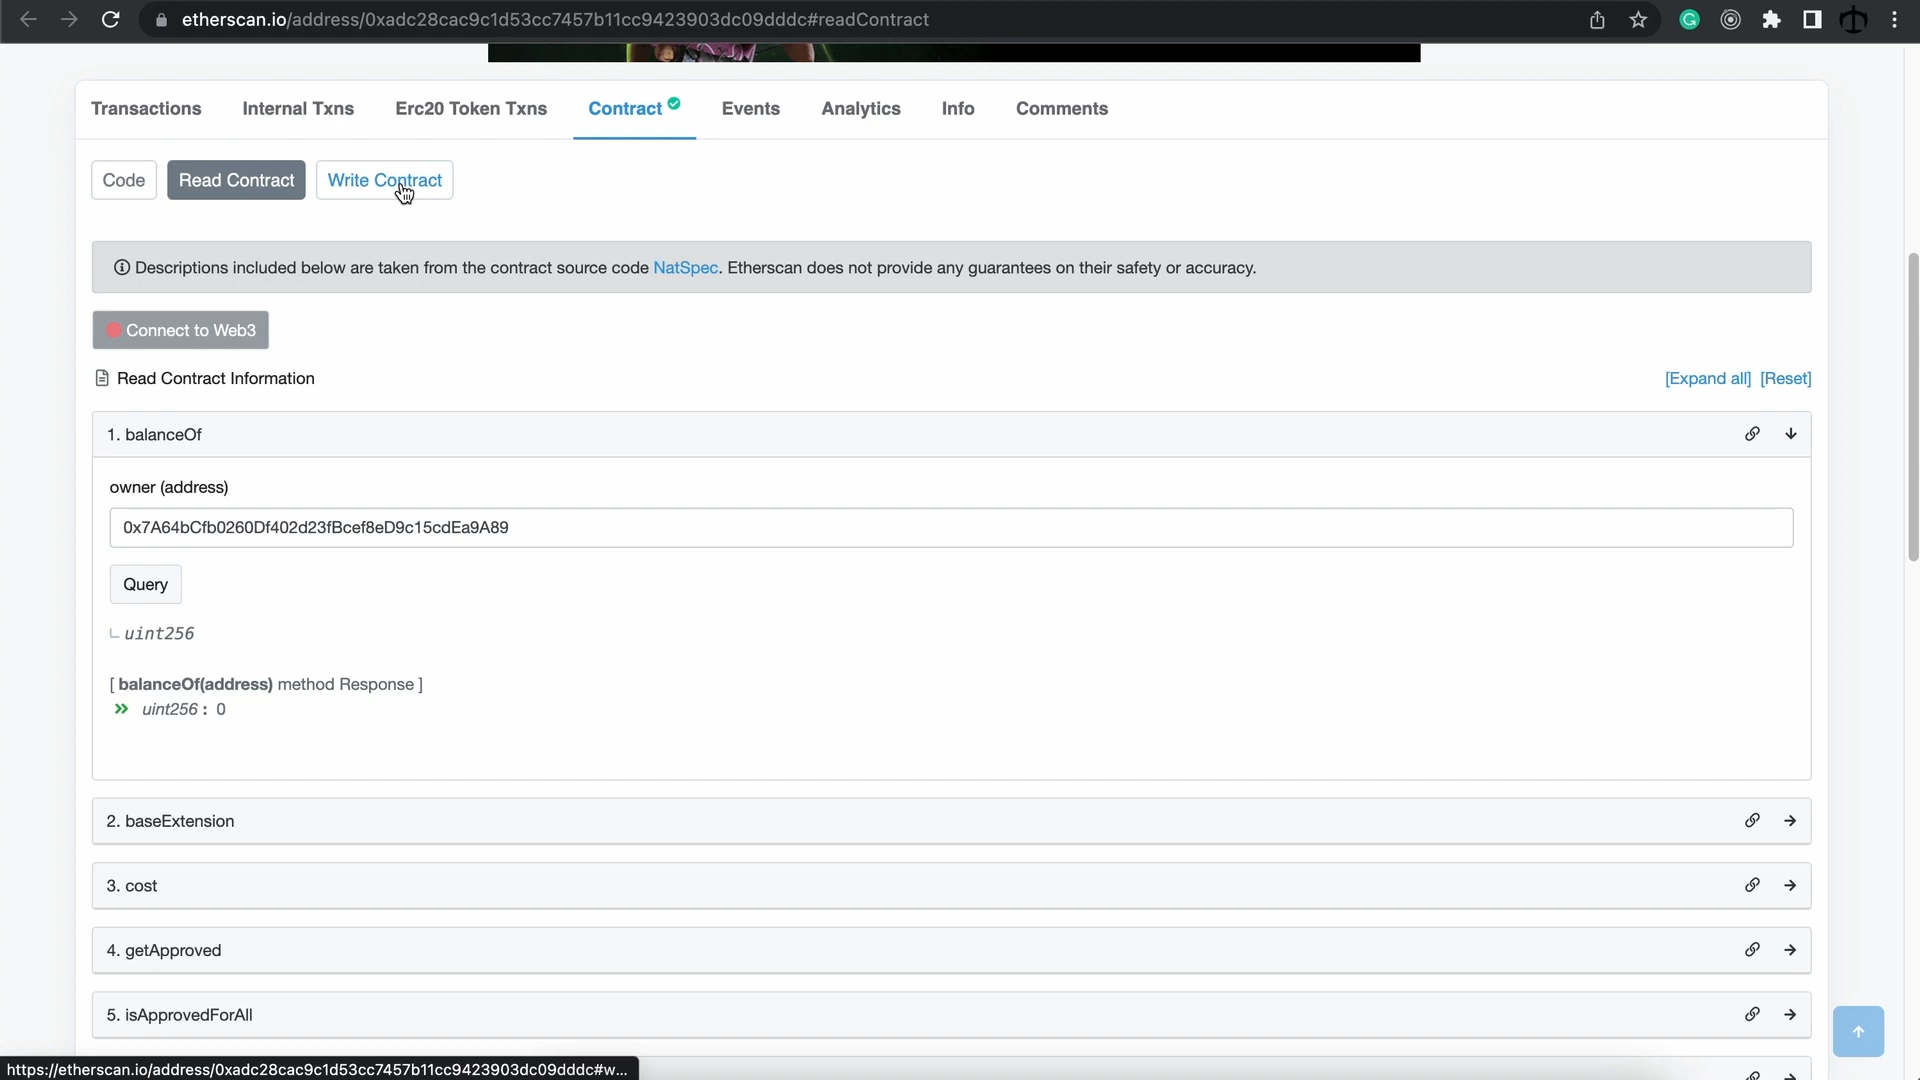 etherscan.io/address/0xadc28cac9c1d53cc7457b11cc9423903dc09dddc#readContract
Transactions Internal Txns Erc20 Token Txns Contract Events Analytics Info Comments
Code Read Contract Write Contract
Descriptions included below are taken from the contract source code NatSpec. Etherscan does not provide any guarantees on their safety or accuracy.
Connect to Web3
Read Contract Information [Expand all] [Reset]
1. balanceOf
owner (address)
0x7A64bCfb0260Df402d23fBcef8eD9c15cdEa9A89
Query
uint256
[ balanceOf(address) method Response ]
uint256 : 0
2. baseExtension
3. cost
4. getApproved
5. isApprovedForAll
https://etherscan.io/address/0xadc28cac9c1d53cc7457b11cc9423903dc09dddc#w...